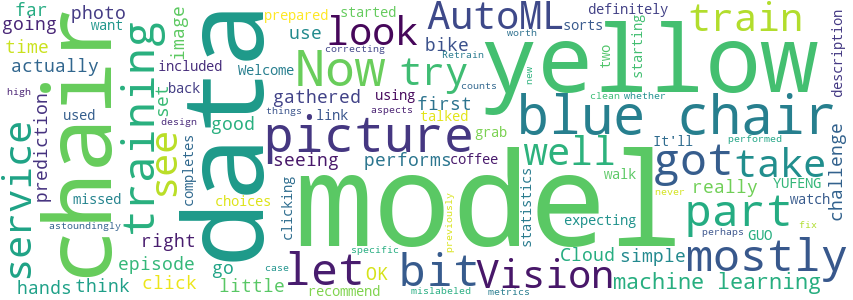 far
photo
going
time
want
actually
high
prediction
used
missed
astoundingly
service
hands
think
chair
training
image
included
see
set
back
design
completes
good
right
episode
click
go
little
data
prepared
started
Welcome
use
choices
clicking
look
Now
correcting
gathered
things
link
using
aspects
picture
seeing
performs
coffee
model
let
OK
recommend
case
specific
bit
mislabeled
metrics
Vision
previously
AutoML
bike
try
first
talked
counts
grab
worth
Retrain
sorts
definitely
train
yellow
two
starting
new
clean
whether
blue chair
description
well
got
It'll
performed
take
challenge
never
walk
really
YUFENG
watch
statistics
expecting
part
perhaps
GUO
fix
Cloud
simple
mostly
machine learning